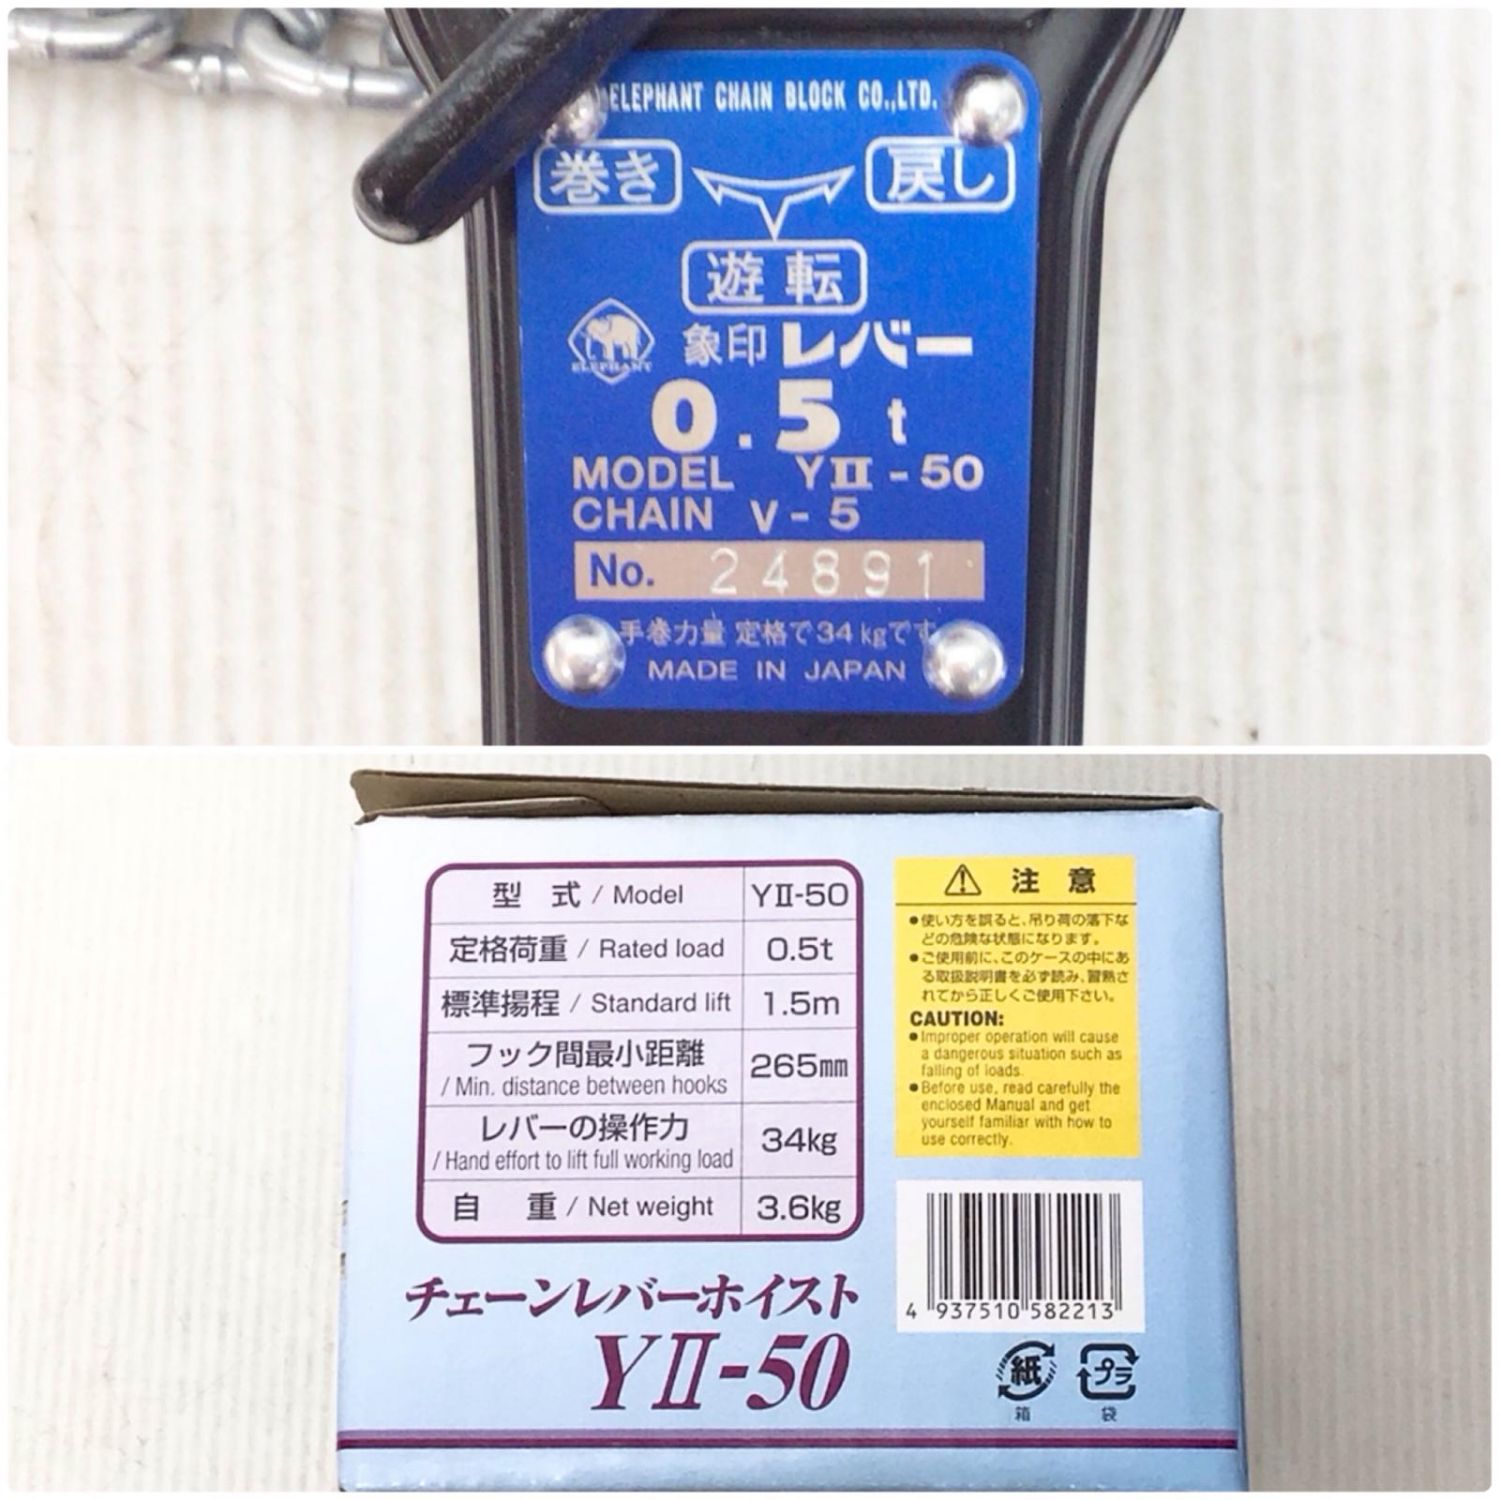 ELEPHANT CHAIN BLOCK CO.,LTD.
巻き 戻し
遊転
ELEPHANT
象印レバー
0.5 t
MODEL YⅡ-50
CHAIN V-5
No. 24891
手巻力量 定格で34kgです
MADE IN JAPAN
型 式 / Model YⅡ-50
定格荷重 / Rated load 0.5t
標準揚程 / Standard lift 1.5m
フック間最小距離
/ Min. distance between hooks 265㎜
レバーの操作力
/ Hand effort to lift full working load 34㎏
自 重 / Net weight 3.6㎏
チェーンレバーホイスト
YⅡ-50
⚠ 注 意
●使い方を誤ると、吊り荷の落下な
どの危険な状態になります。
●ご使用前に、このケースの中にあ
る取扱説明書を必ず読み、習熟さ
れてから正しくご使用下さい。
CAUTION:
●Improper operation will cause
a dangerous situation such as
falling of loads.
●Before use, read carefully the
enclosed Manual and get
yourself familiar with how to
use correctly.
4 937510 582213
紙 プラ
箱 袋